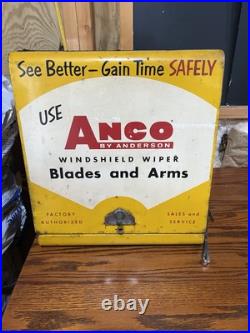 See Better – Gain Time SAFELY
USE
ANCO
BY ANDERSON
WINDSHIELD WIPER
Blades and Arms
FACTORY
AUTHORIZED
SALES and
SERVICE